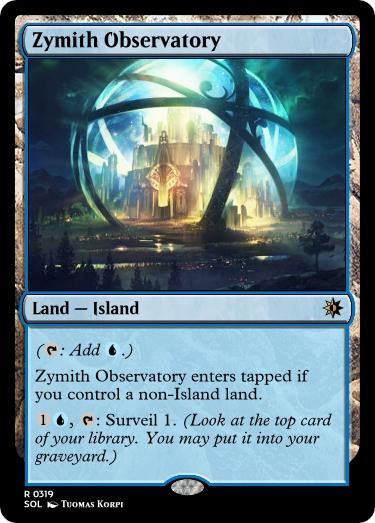 Zymith Observatory
Land — Island
(T: Add U.)
Zymith Observatory enters tapped if
you control a non-Island land.
1U, T: Surveil 1. (Look at the top card
of your library. You may put it into your
graveyard.)
R 0319
SOL Tuomas Korpi